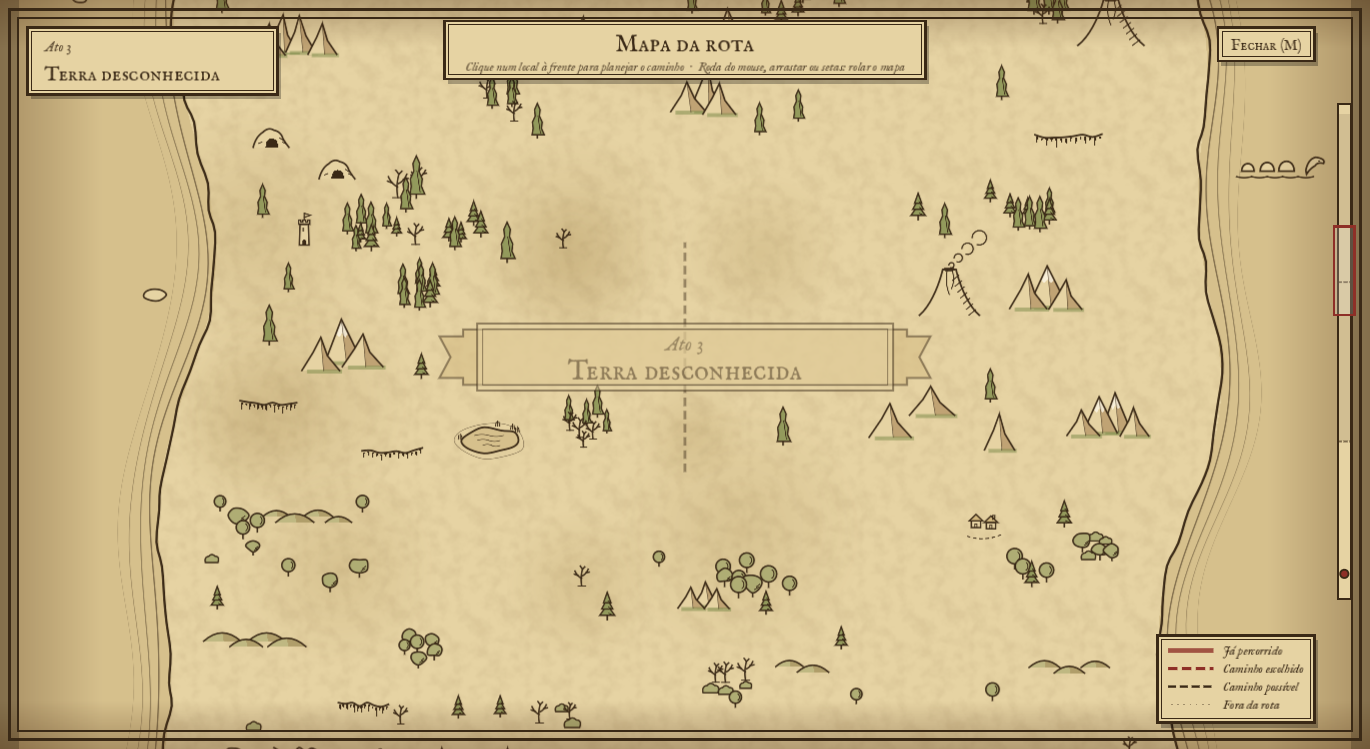 Ato 3
Terra desconhecida
Mapa da rota
Clique num local à frente para planejar o caminho · Roda do mouse, arrastar ou setas: rolar o mapa
Fechar (M)
Ato 3
Terra desconhecida
Já percorrido
Caminho escolhido
Caminho possível
Fora da rota